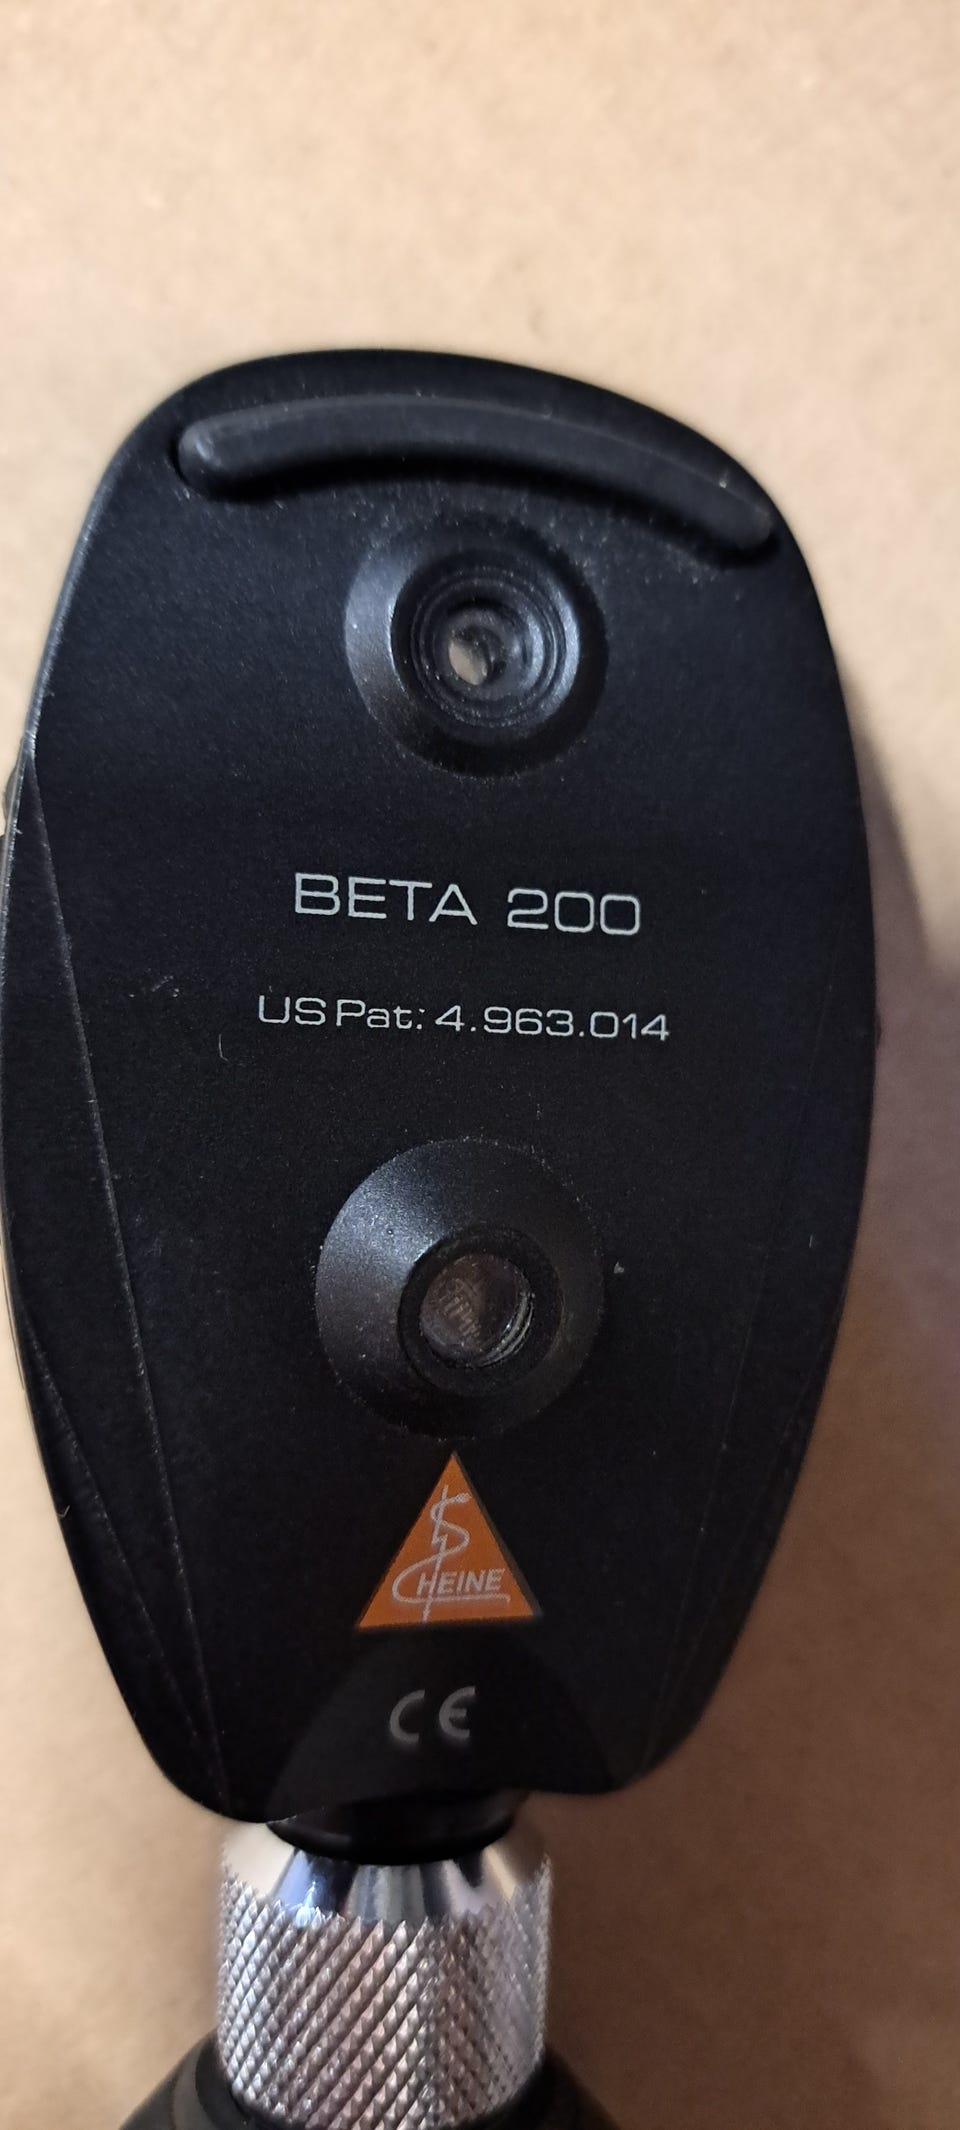 BETA 200
US Pat: 4.963.014
HEINE
CE